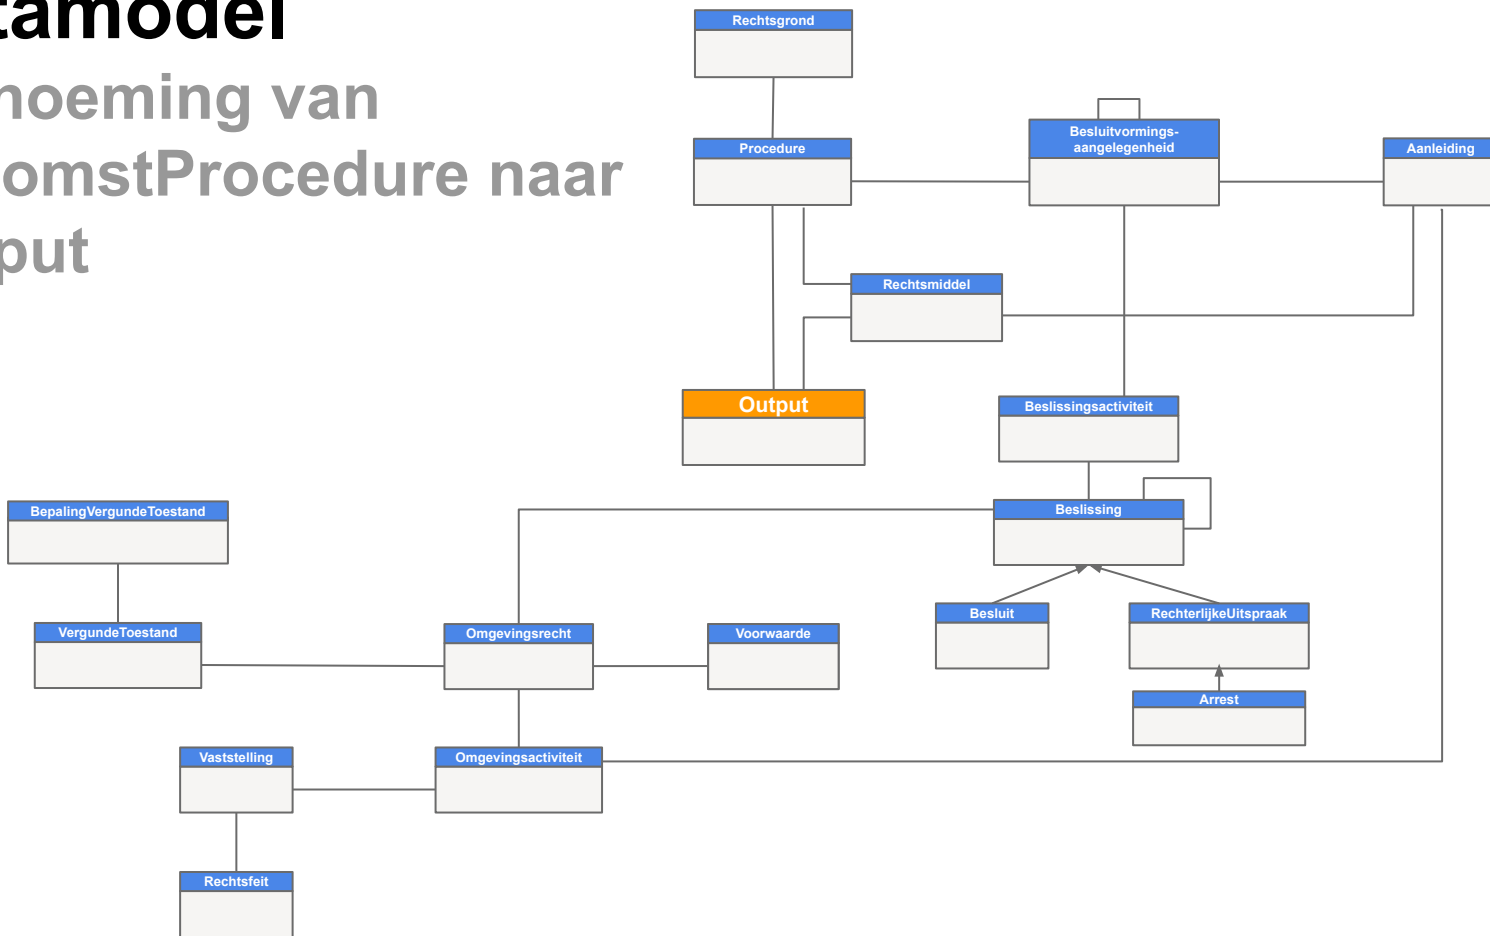 tamodel
noeming van
omstProcedure naar
put
Rechtsgrond
Procedure
Besluitvormings-
aangelegenheid
Aanleiding
Rechtsmiddel
Output
Beslissingsactiviteit
Beslissing
BepalingVergundeToestand
VergundeToestand
Omgevingsrecht
Voorwaarde
Besluit
RechterlijkeUitspraak
Arrest
Vaststelling
Omgevingsactiviteit
Rechtsfeit